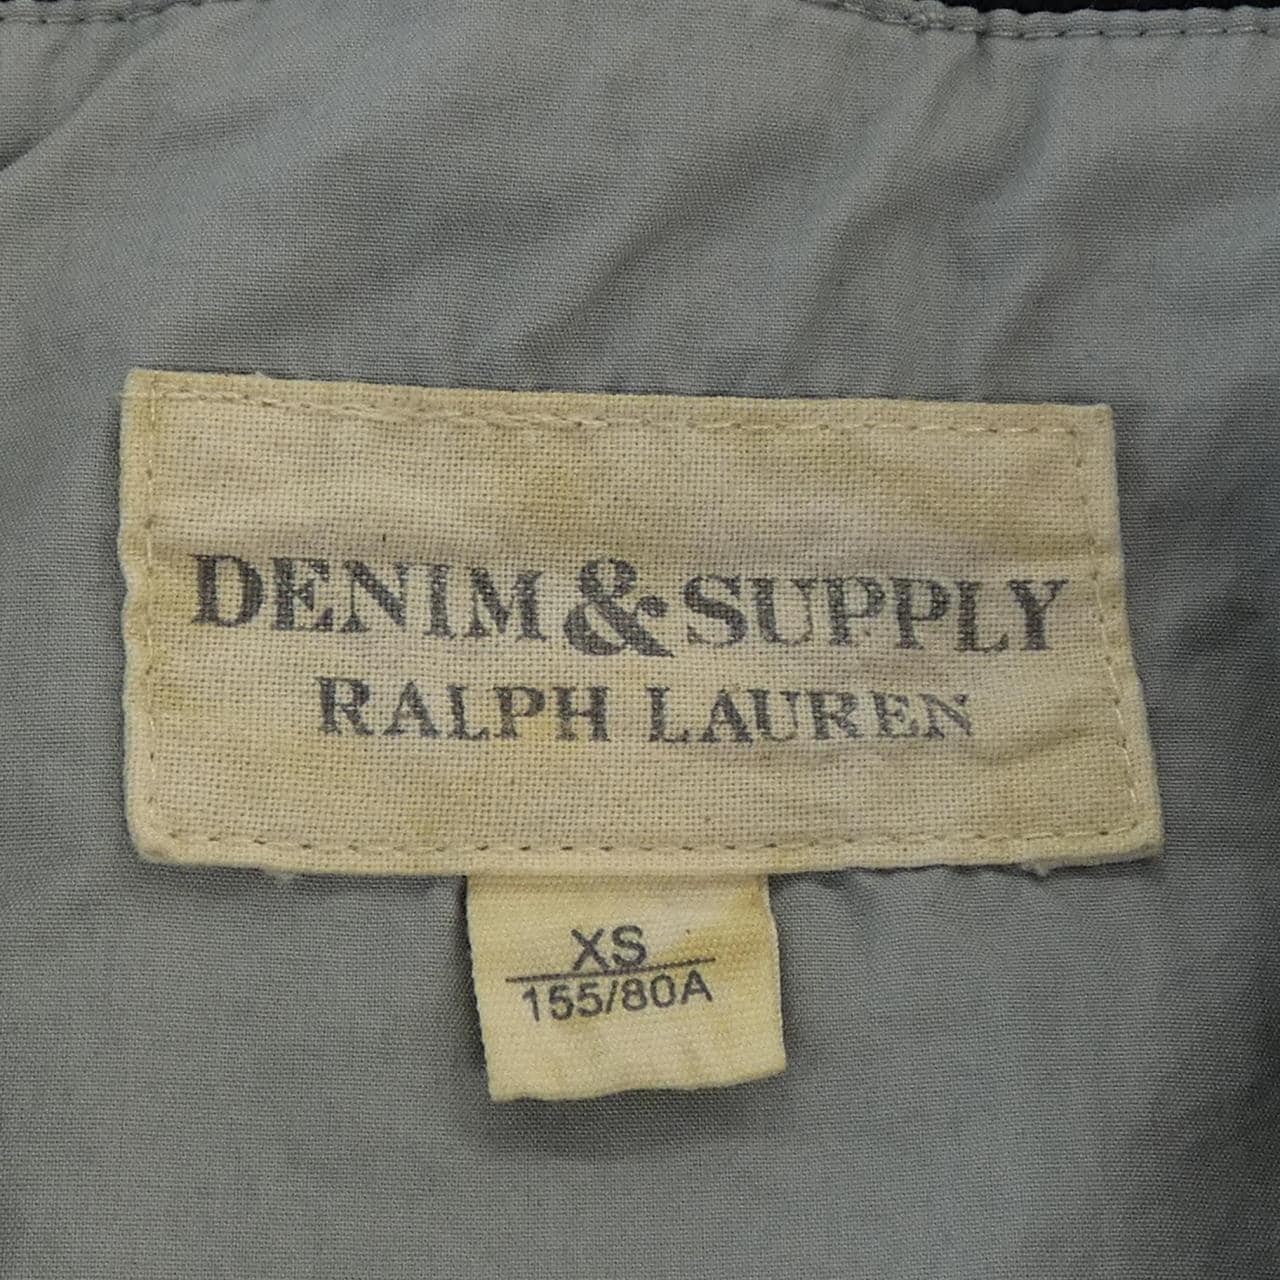 DENIM & SUPPLY
RALPH LAUREN
XS
155/80A